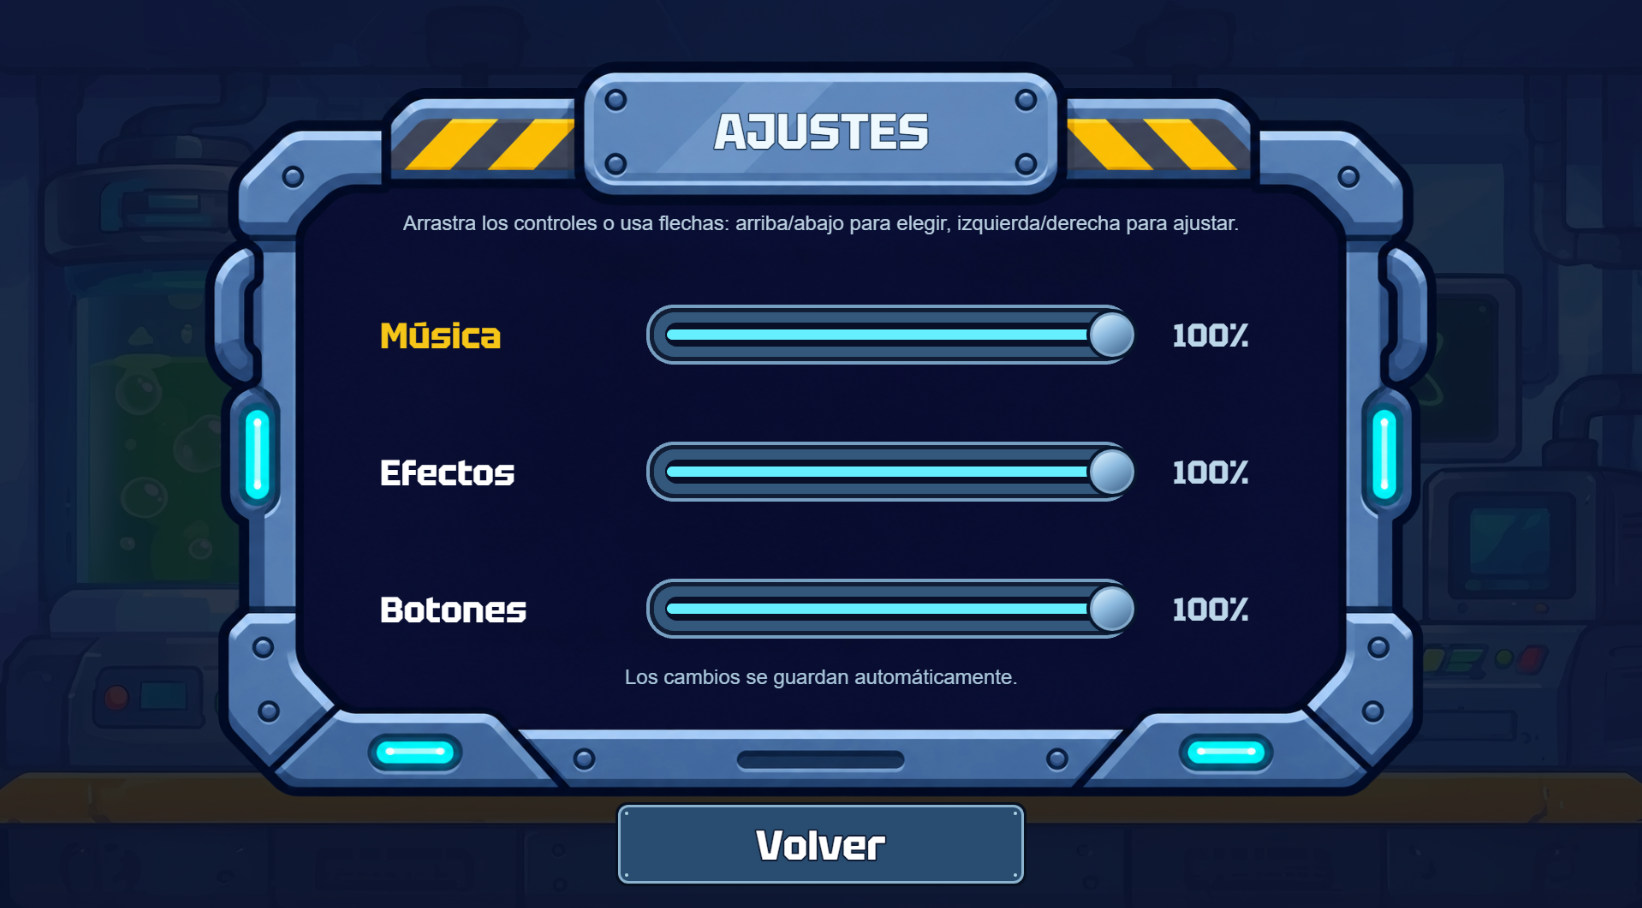 AJUSTES
Arrastra los controles o usa flechas: arriba/abajo para elegir, izquierda/derecha para ajustar.
Música 100%
Efectos 100%
Botones 100%
Los cambios se guardan automáticamente.
Volver